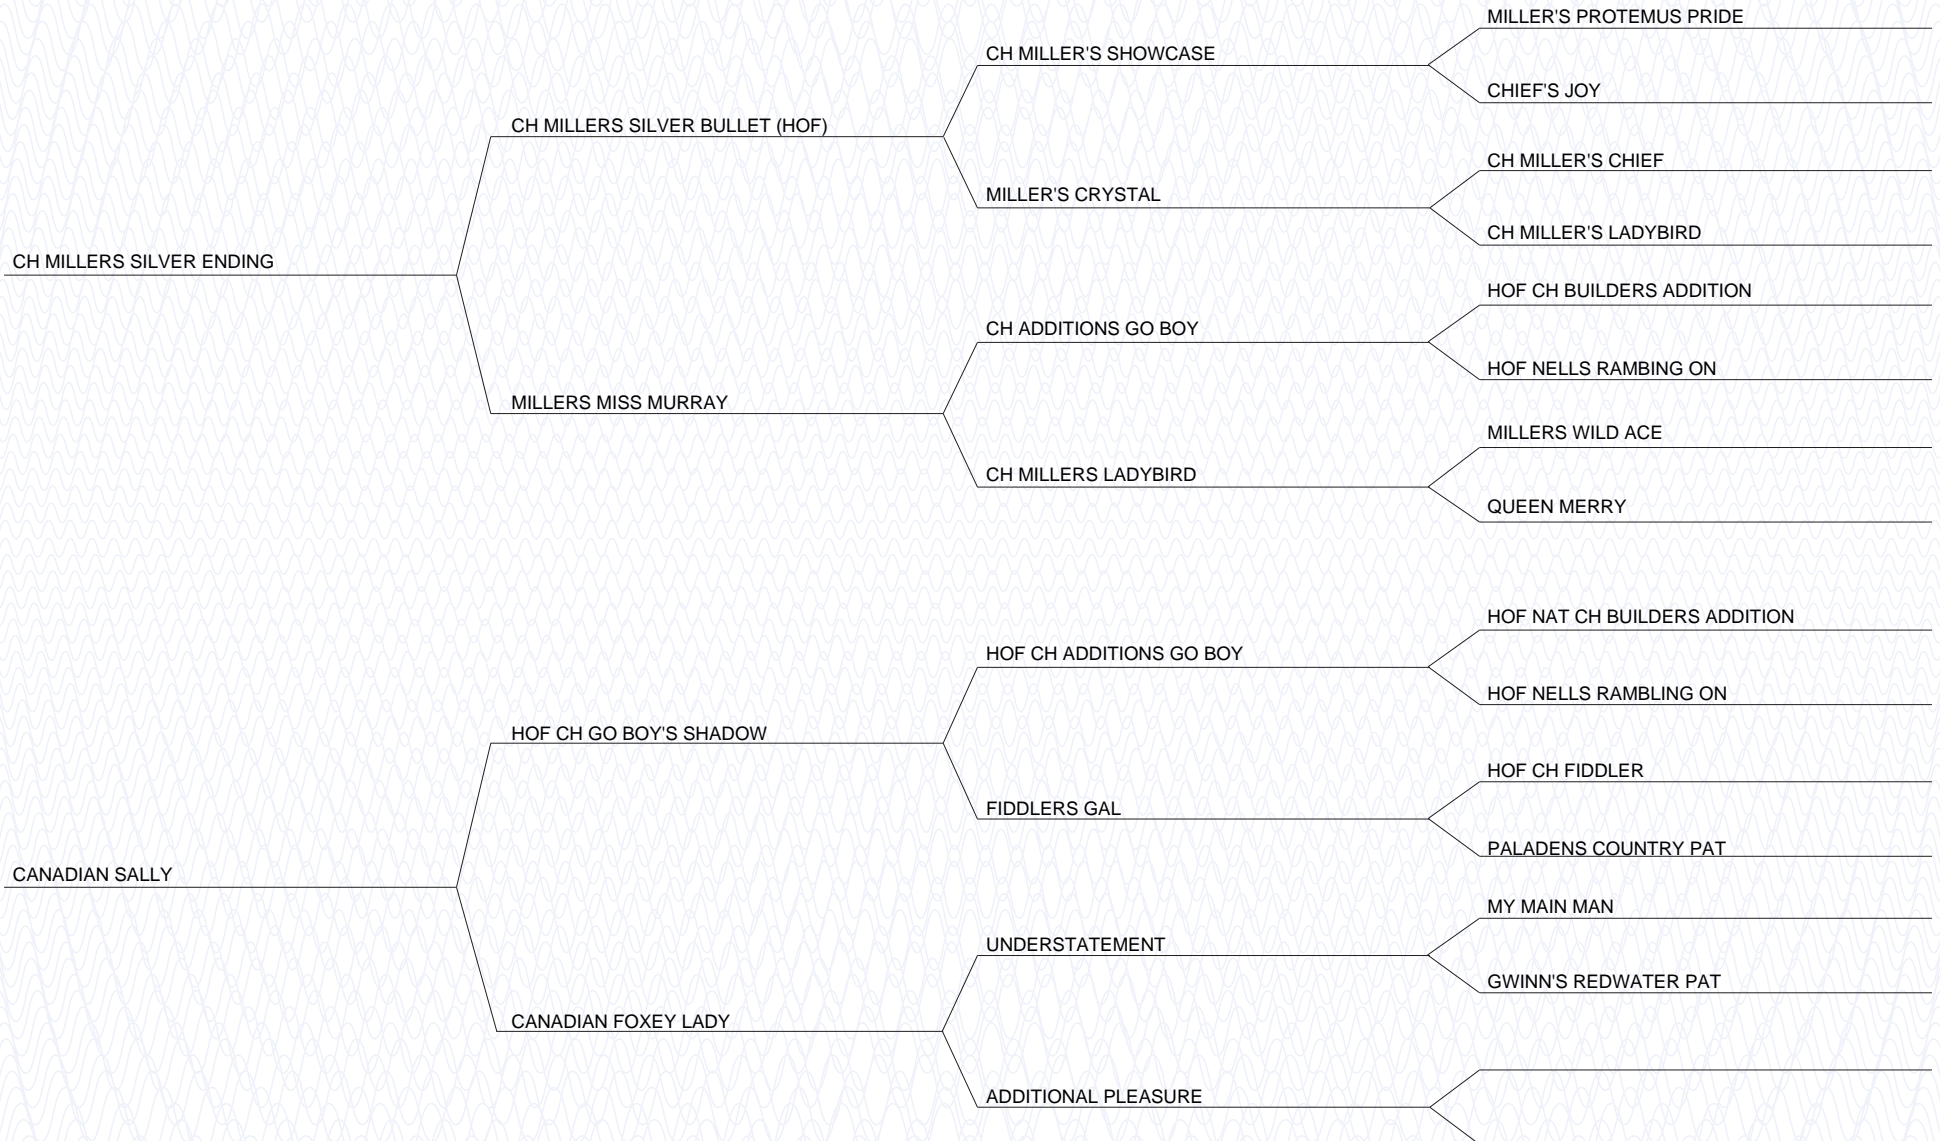 MILLER'S PROTEMUS PRIDE
CH MILLER'S SHOWCASE
CHIEF'S JOY
CH MILLERS SILVER BULLET (HOF)
CH MILLER'S CHIEF
MILLER'S CRYSTAL
CH MILLER'S LADYBIRD
CH MILLERS SILVER ENDING
HOF CH BUILDERS ADDITION
CH ADDITIONS GO BOY
HOF NELLS RAMBING ON
MILLERS MISS MURRAY
MILLERS WILD ACE
CH MILLERS LADYBIRD
QUEEN MERRY
HOF NAT CH BUILDERS ADDITION
HOF CH ADDITIONS GO BOY
HOF NELLS RAMBLING ON
HOF CH GO BOY'S SHADOW
HOF CH FIDDLER
FIDDLERS GAL
PALADENS COUNTRY PAT
CANADIAN SALLY
MY MAIN MAN
UNDERSTATEMENT
GWINN'S REDWATER PAT
CANADIAN FOXEY LADY
ADDITIONAL PLEASURE